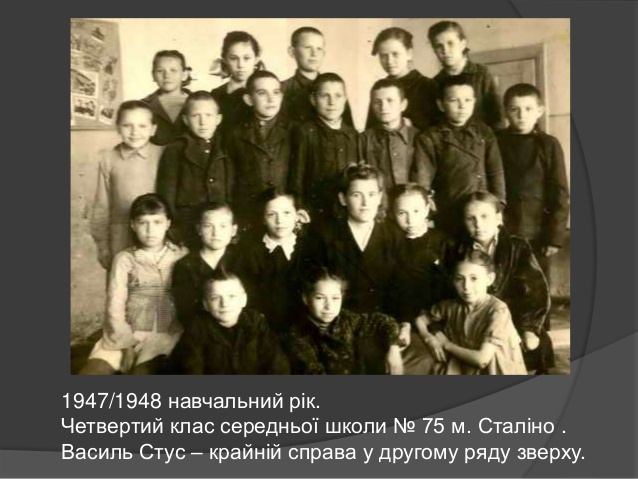 1947/1948 навчальний рік.
Четвертий клас середньої школи № 75 м. Сталіно .
Василь Стус – крайній справа у другому ряду зверху.